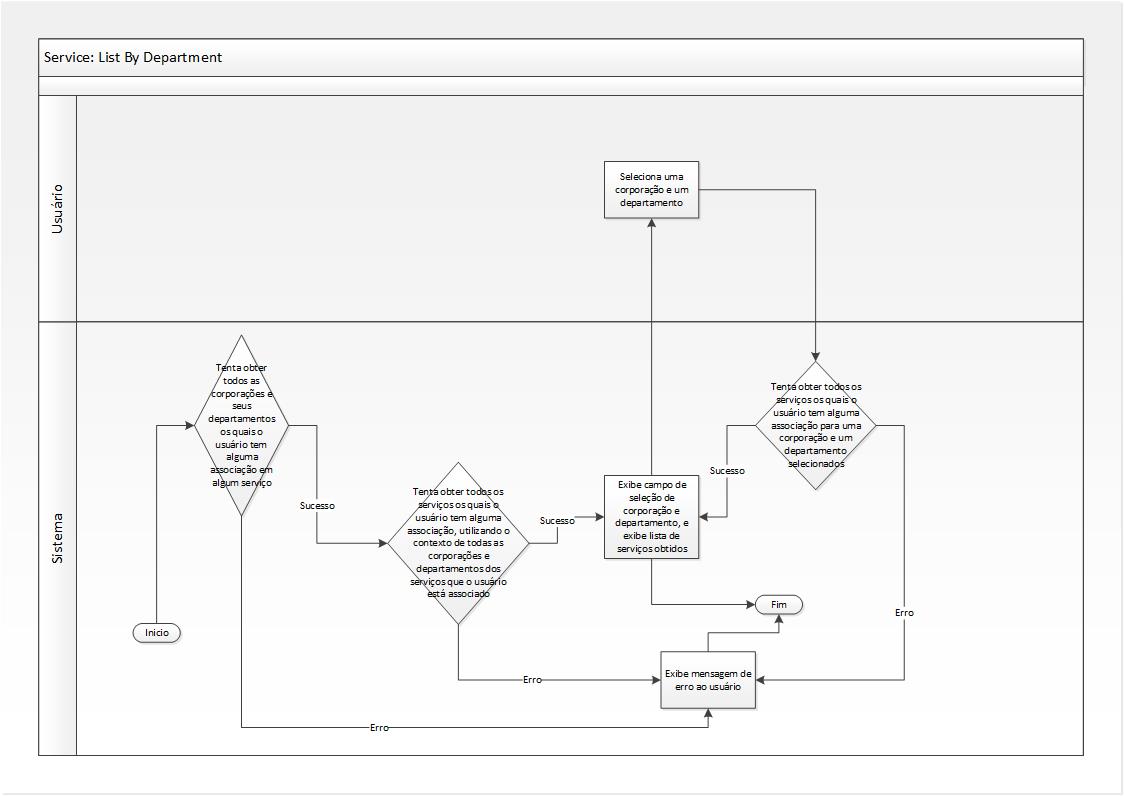 Service: List By Department
Usuário
Seleciona uma
corporação e um
departamento
Sistema
Inicio
Tenta obter
todos as
corporações e
seus
departamentos
os quais o
usuário tem
alguma
associação em
algum serviço
Sucesso
Erro
Tenta obter todos os
serviços os quais o
usuário tem alguma
associação, utilizando o
contexto de todas as
corporações e
departamentos dos
serviços que o usuário
está associado
Sucesso
Erro
Exibe campo de
seleção de
corporação e
departamento, e
exibe lista de
serviços obtidos
Tenta obter todos os
serviços os quais o
usuário tem alguma
associação para uma
corporação e um
departamento
selecionados
Sucesso
Erro
Fim
Exibe mensagem de
erro ao usuário